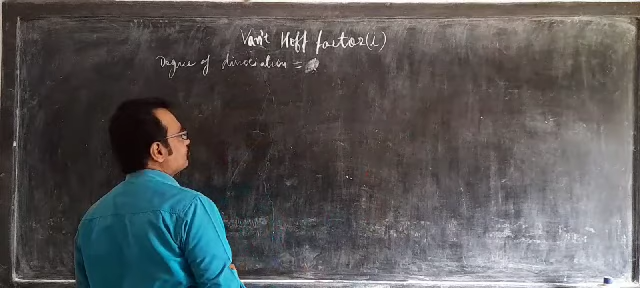 Van't Hoff factor(i)
Degree of dissociation =